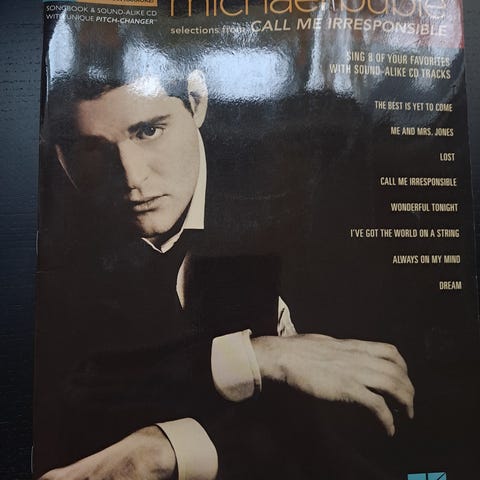 SONGBOOK & SOUND-ALIKE CD
WITH UNIQUE PITCH-CHANGER™
michael bublé
selections from CALL ME IRRESPONSIBLE
SING 8 OF YOUR FAVORITES
WITH SOUND-ALIKE CD TRACKS
THE BEST IS YET TO COME
ME AND MRS. JONES
LOST
CALL ME IRRESPONSIBLE
WONDERFUL TONIGHT
I'VE GOT THE WORLD ON A STRING
ALWAYS ON MY MIND
DREAM